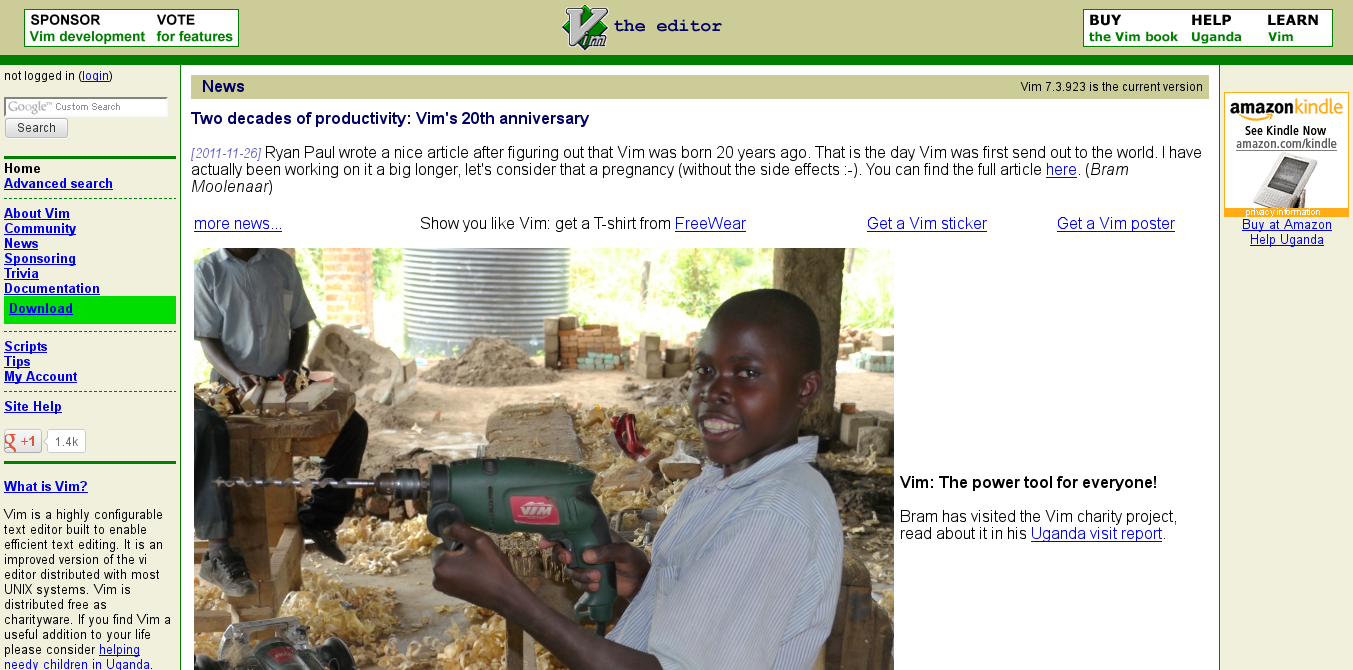 SPONSOR VOTE
Vim development for features
Vim the editor
BUY HELP LEARN
the Vim book Uganda Vim
not logged in (login)
Google™ Custom Search
Search
Home
Advanced search
About Vim
Community
News
Sponsoring
Trivia
Documentation
Download
Scripts
Tips
My Account
Site Help
g +1 1.4k
What is Vim?
Vim is a highly configurable
text editor built to enable
efficient text editing. It is an
improved version of the vi
editor distributed with most
UNIX systems. Vim is
distributed free as
charityware. If you find Vim a
useful addition to your life
please consider helping
needy children in Uganda.
News Vim 7.3.923 is the current version
Two decades of productivity: Vim's 20th anniversary
[2011-11-26] Ryan Paul wrote a nice article after figuring out that Vim was born 20 years ago. That is the day Vim was first send out to the world. I have
actually been working on it a big longer, let's consider that a pregnancy (without the side effects :-). You can find the full article here. (Bram
Moolenaar)
more news... Show you like Vim: get a T-shirt from FreeWear Get a Vim sticker Get a Vim poster
VIM
Vim: The power tool for everyone!
Bram has visited the Vim charity project,
read about it in his Uganda visit report.
amazonkindle
See Kindle Now
amazon.com/kindle
privacy information
Buy at Amazon
Help Uganda